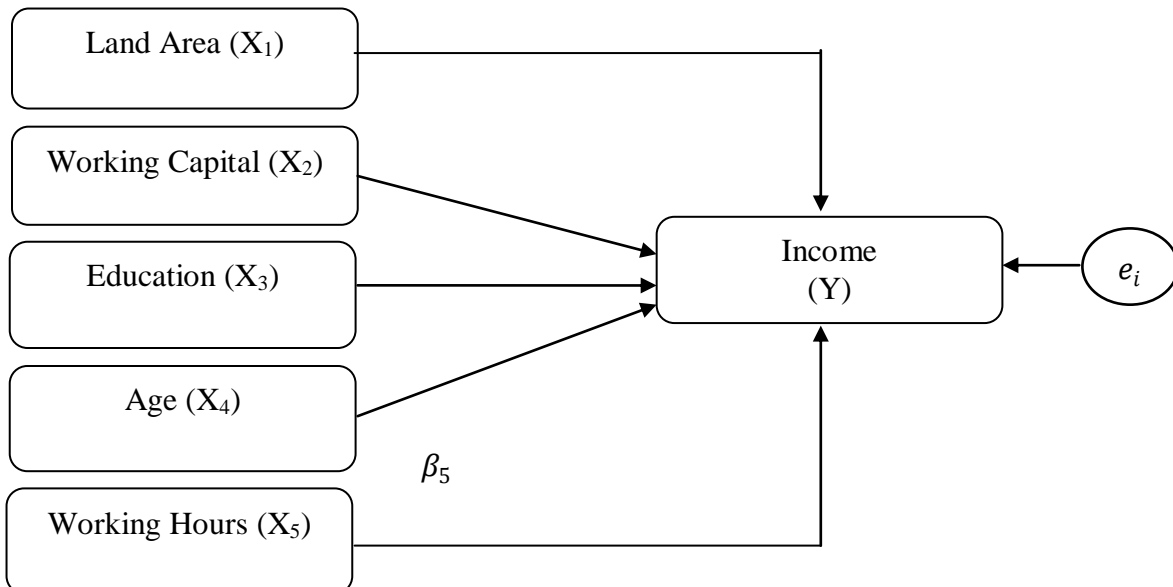 Land Area (X₁)
Working Capital (X₂)
Education (X₃)
Age (X₄)
β₅
Working Hours (X₅)
Income
(Y)
eᵢ